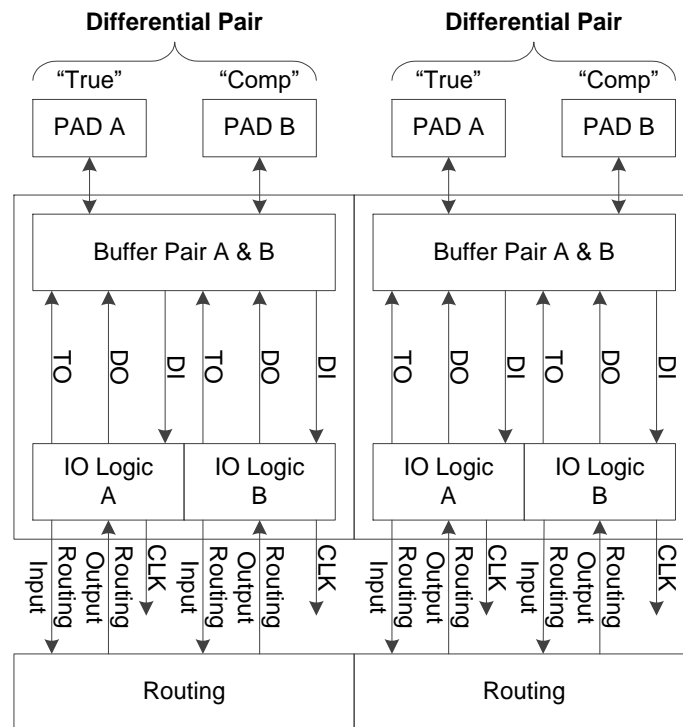 Differential Pair Differential Pair
“True” “Comp” “True” “Comp”
PAD A PAD B PAD A PAD B
Buffer Pair A & B Buffer Pair A & B
TO DO DI TO DO DI TO DO DI TO DO DI
IO Logic IO Logic IO Logic IO Logic
A B A B
Routing Input
Routing Output
CLK
Routing Input
Routing Output
CLK
Routing Input
Routing Output
CLK
Routing Input
Routing Output
CLK
Routing Routing